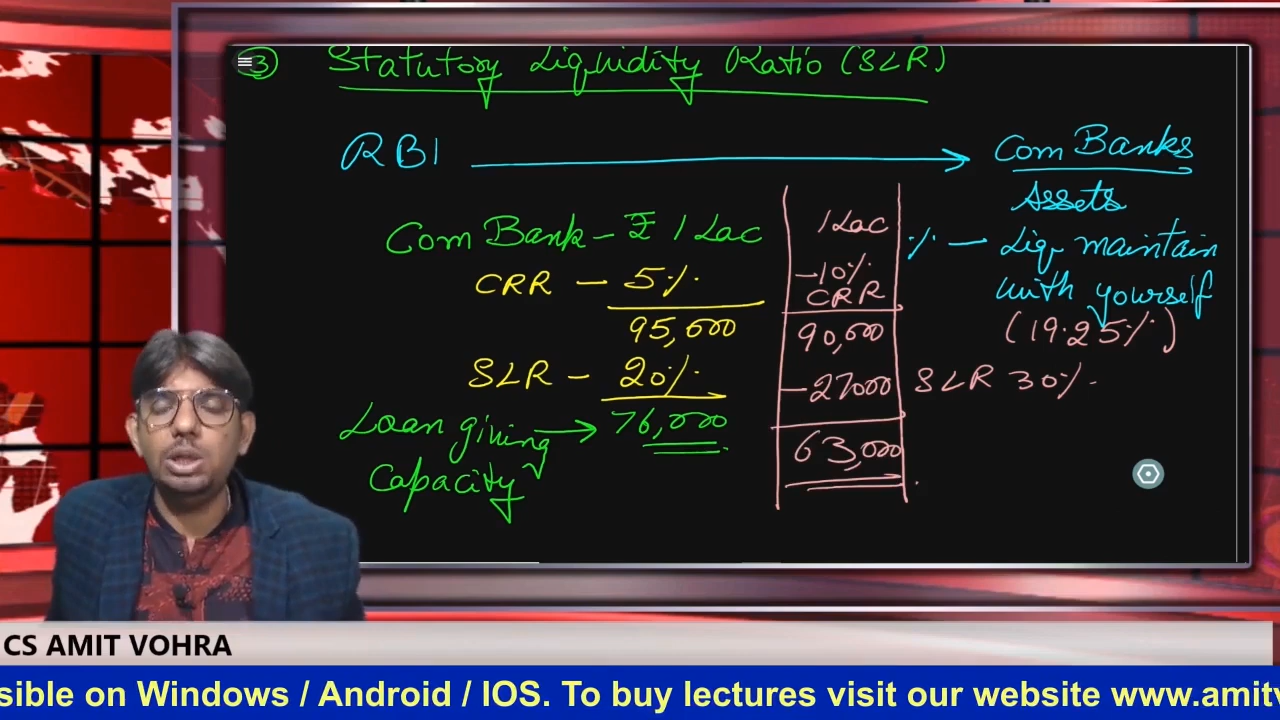 ③ Statutory Liquidity Ratio (SLR)
RBI → Com Banks
Assets
% – Liq. maintain
with yourself
(19.25%)
Com Bank – ₹ 1 Lac
CRR – 5%
95,000
SLR – 20%
Loan giving → 76,000
Capacity
1 Lac
– 10%
CRR
90,000
– 27000 SLR 30%
63,000
CS AMIT VOHRA
sible on Windows / Android / IOS. To buy lectures visit our website www.amitv